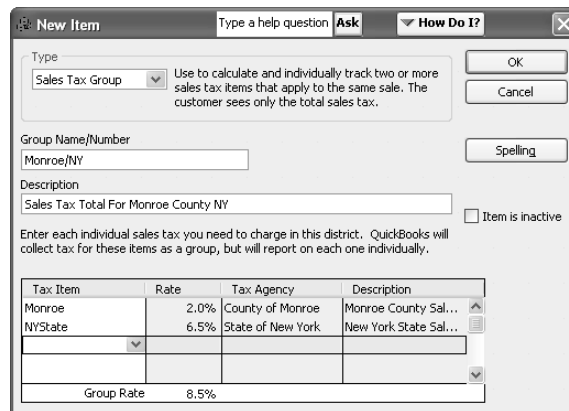 New Item
Type a help question Ask
How Do I?
Type
Sales Tax Group
Use to calculate and individually track two or more
sales tax items that apply to the same sale. The
customer sees only the total sales tax.
OK
Cancel
Group Name/Number
Monroe/NY
Spelling
Description
Sales Tax Total For Monroe County NY
Item is inactive
Enter each individual sales tax you need to charge in this district. QuickBooks will
collect tax for these items as a group, but will report on each one individually.
Tax Item Rate Tax Agency Description
Monroe 2.0% County of Monroe Monroe County Sal...
NYState 6.5% State of New York New York State Sal...
Group Rate 8.5%